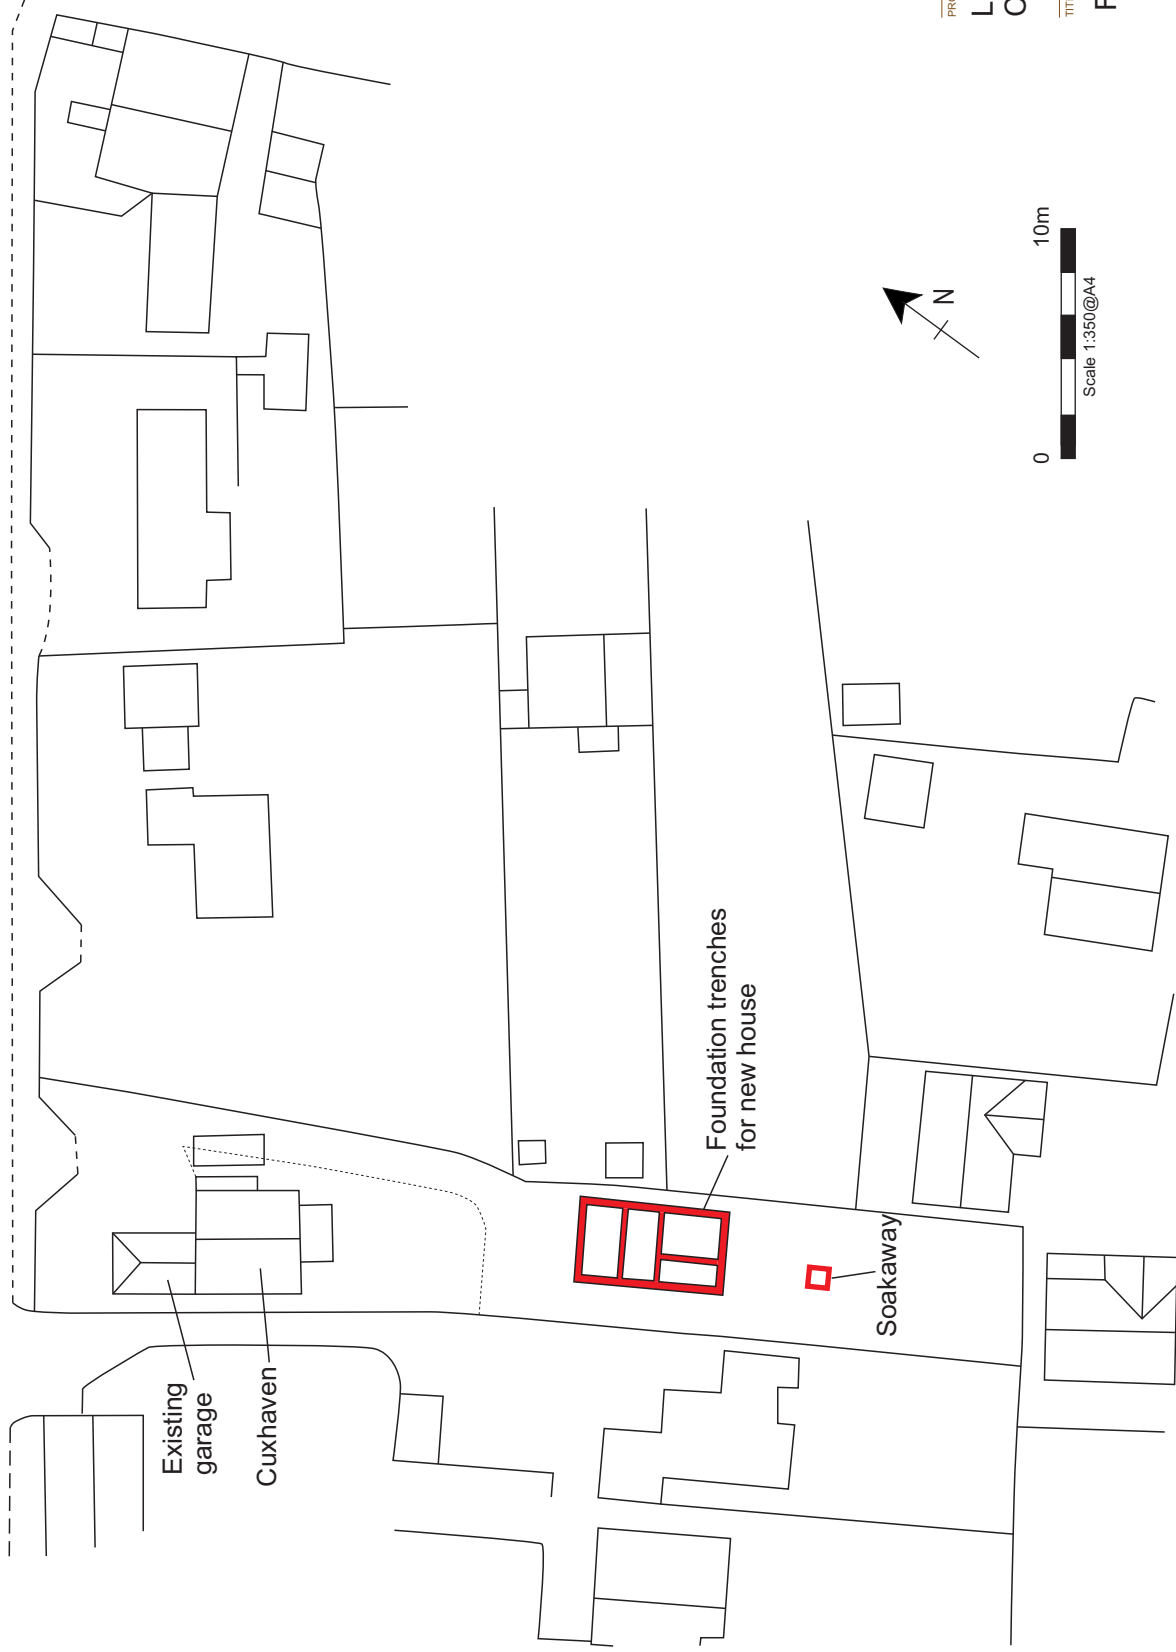 Existing
garage
Cuxhaven
Foundation trenches
for new house
Soakaway
N
0
10m
Scale 1:350@A4